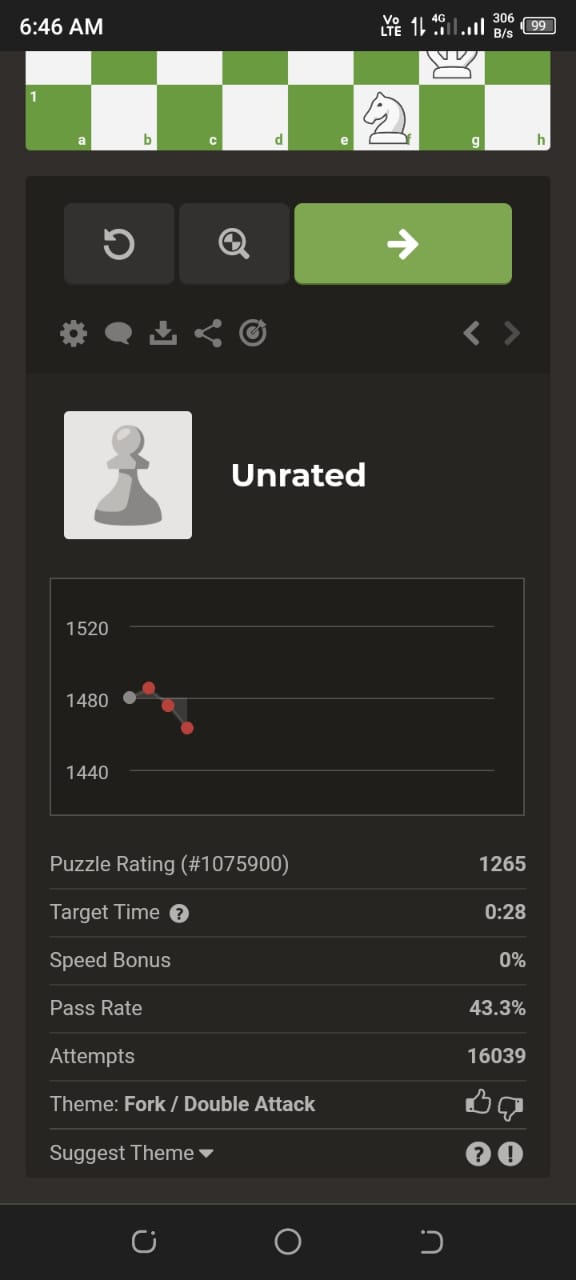 6:46 AM
Vo LTE 4G 306 B/s 99
1
a b c d e f g h
Unrated
1520
1480
1440
Puzzle Rating (#1075900) 1265
Target Time ? 0:28
Speed Bonus 0%
Pass Rate 43.3%
Attempts 16039
Theme: Fork / Double Attack
Suggest Theme ? !